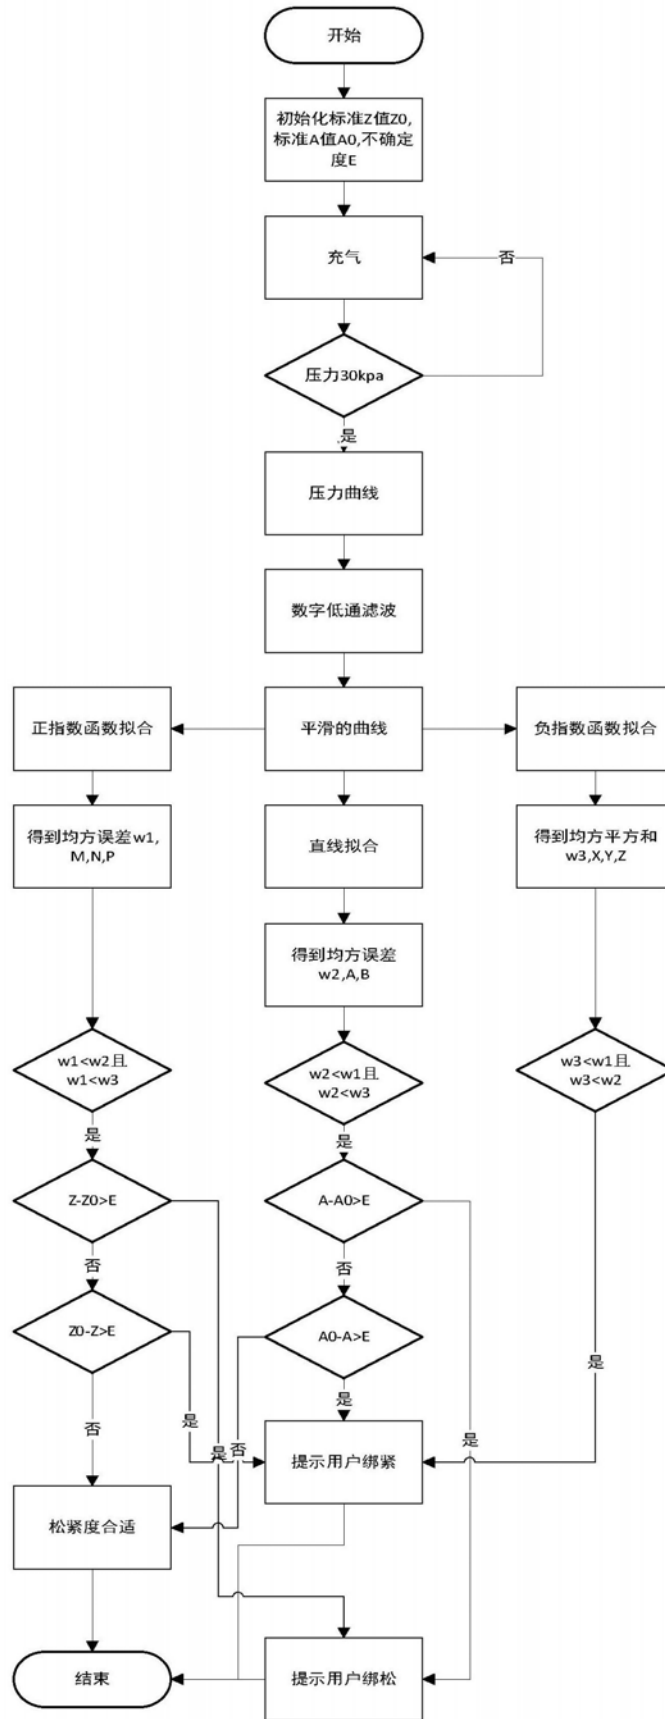 开始
初始化标准Z值Z0,
标准A值A0,不确定
度E
充气
否
压力30kpa
是
压力曲线
数字低通滤波
正指数函数拟合
平滑的曲线
负指数函数拟合
得到均方误差w1,
M,N,P
直线拟合
得到均方平方和
w3,X,Y,Z
得到均方误差
w2,A,B
w1<w2且
w1<w3
w2<w1且
w2<w3
w3<w1且
w3<w2
是
是
Z-Z0>E
A-A0>E
否
否
Z0-Z>E
A0-A>E
是
是
否
是
是
否
是
提示用户绑紧
松紧度合适
结束
提示用户绑松